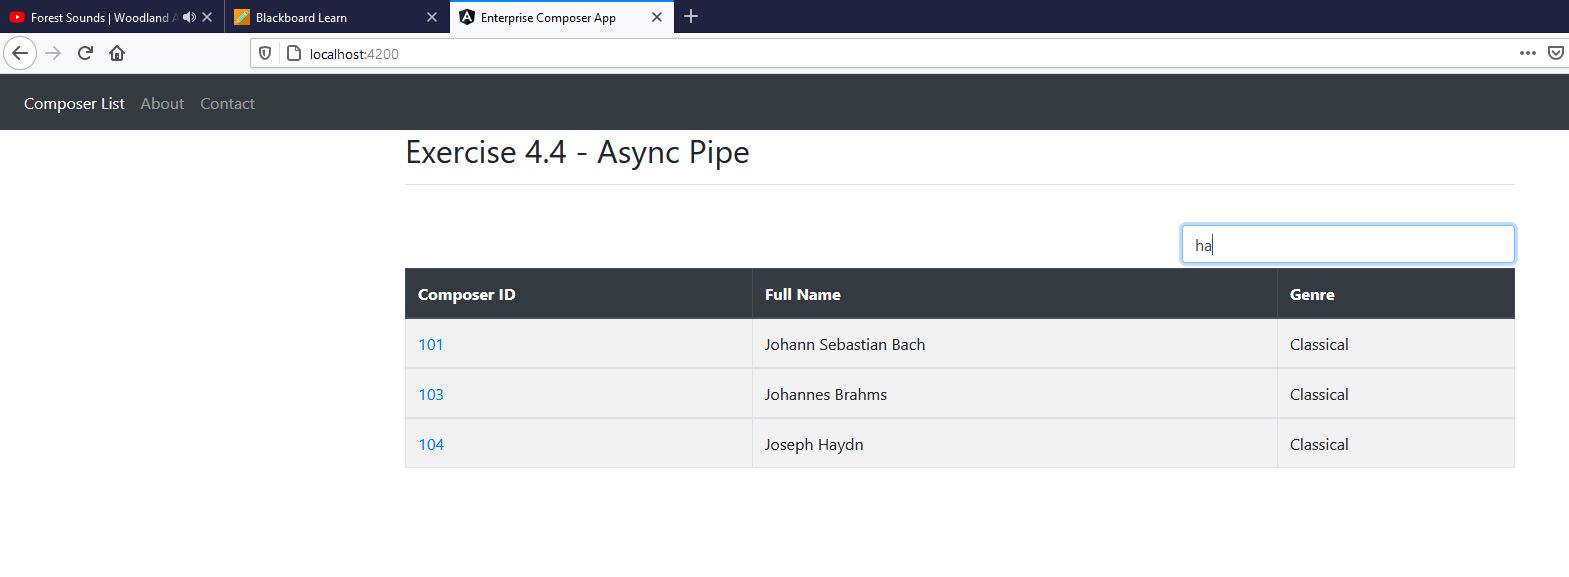 Forest Sounds | Woodland A
Blackboard Learn
Enterprise Composer App
localhost:4200
Composer List About Contact
Exercise 4.4 - Async Pipe
ha
Composer ID Full Name Genre
101 Johann Sebastian Bach Classical
103 Johannes Brahms Classical
104 Joseph Haydn Classical